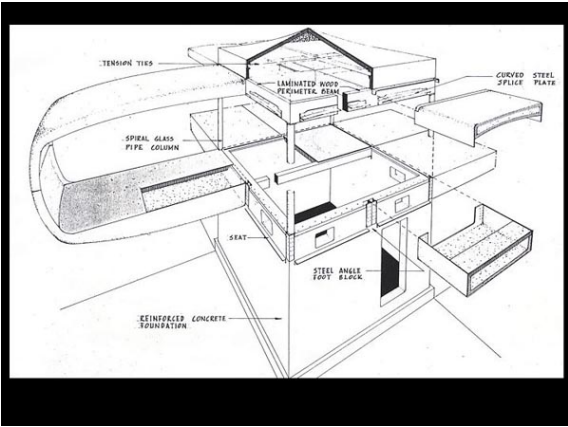 TENSION TIES
LAMINATED WOOD
PERIMETER BEAM
CURVED STEEL
SPLICE PLATE
SPIRAL GLASS
PIPE COLUMN
SEAT
STEEL ANGLE
FOOT BLOCK
REINFORCED CONCRETE
FOUNDATION